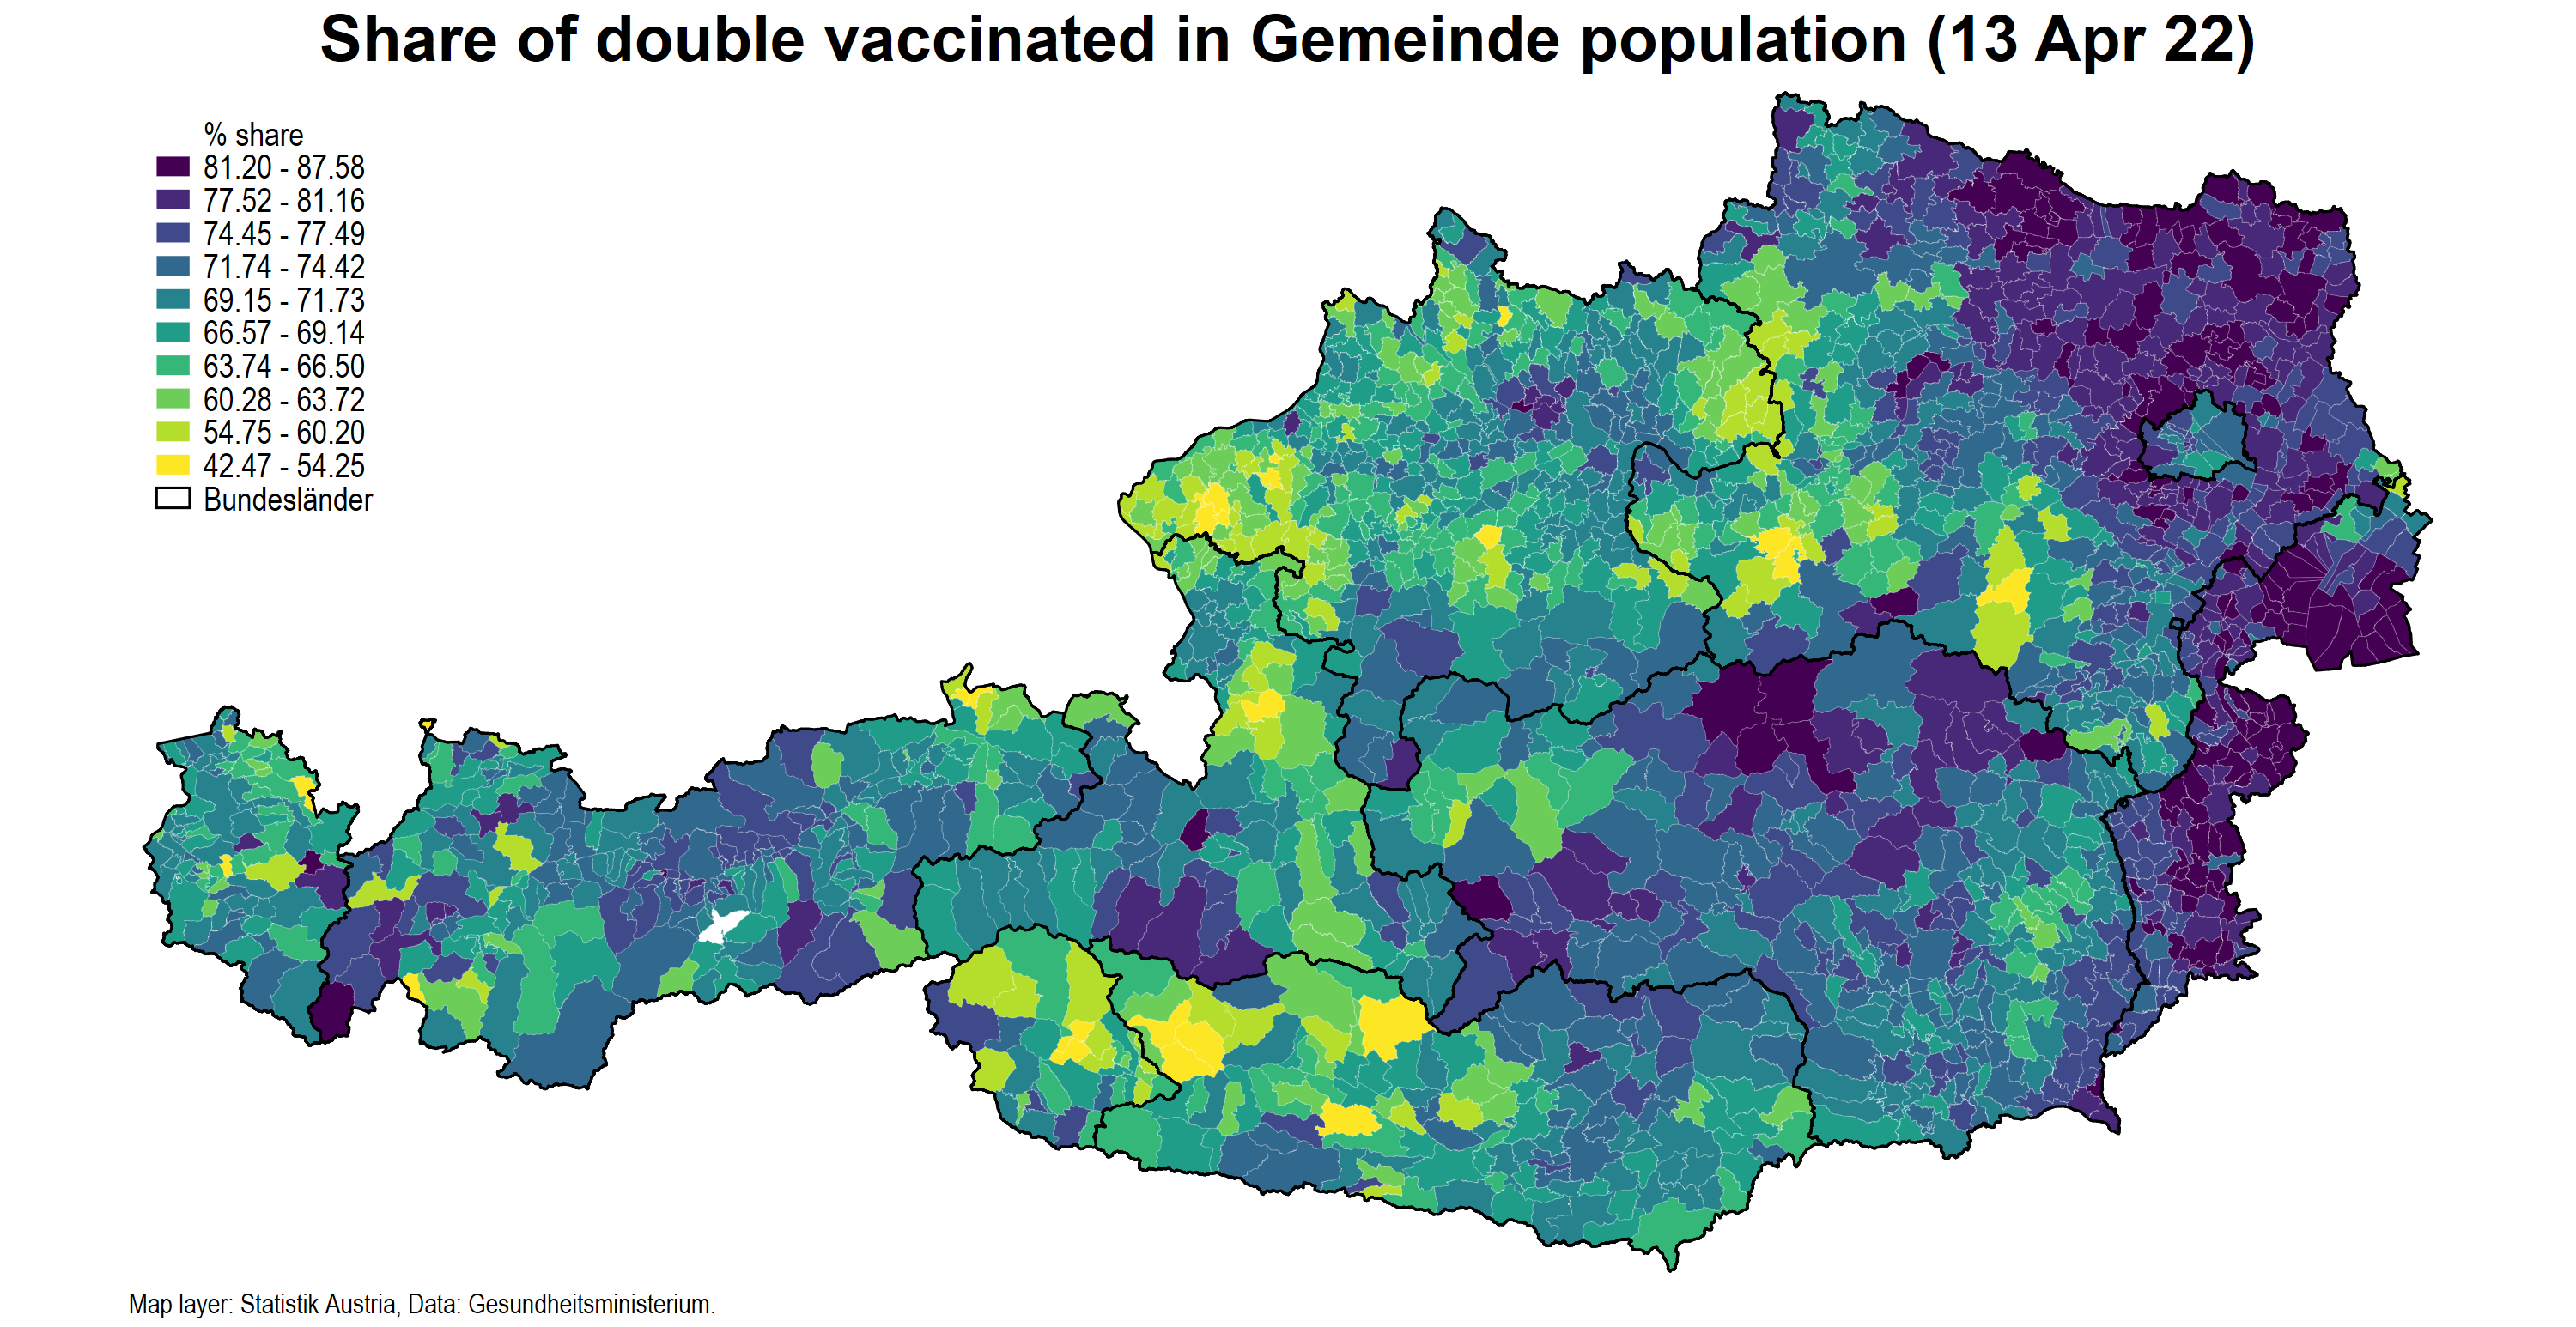 Share of double vaccinated in Gemeinde population (13 Apr 22)
% share
81.20 - 87.58
77.52 - 81.16
74.45 - 77.49
71.74 - 74.42
69.15 - 71.73
66.57 - 69.14
63.74 - 66.50
60.28 - 63.72
54.75 - 60.20
42.47 - 54.25
Bundesländer
Map layer: Statistik Austria, Data: Gesundheitsministerium.